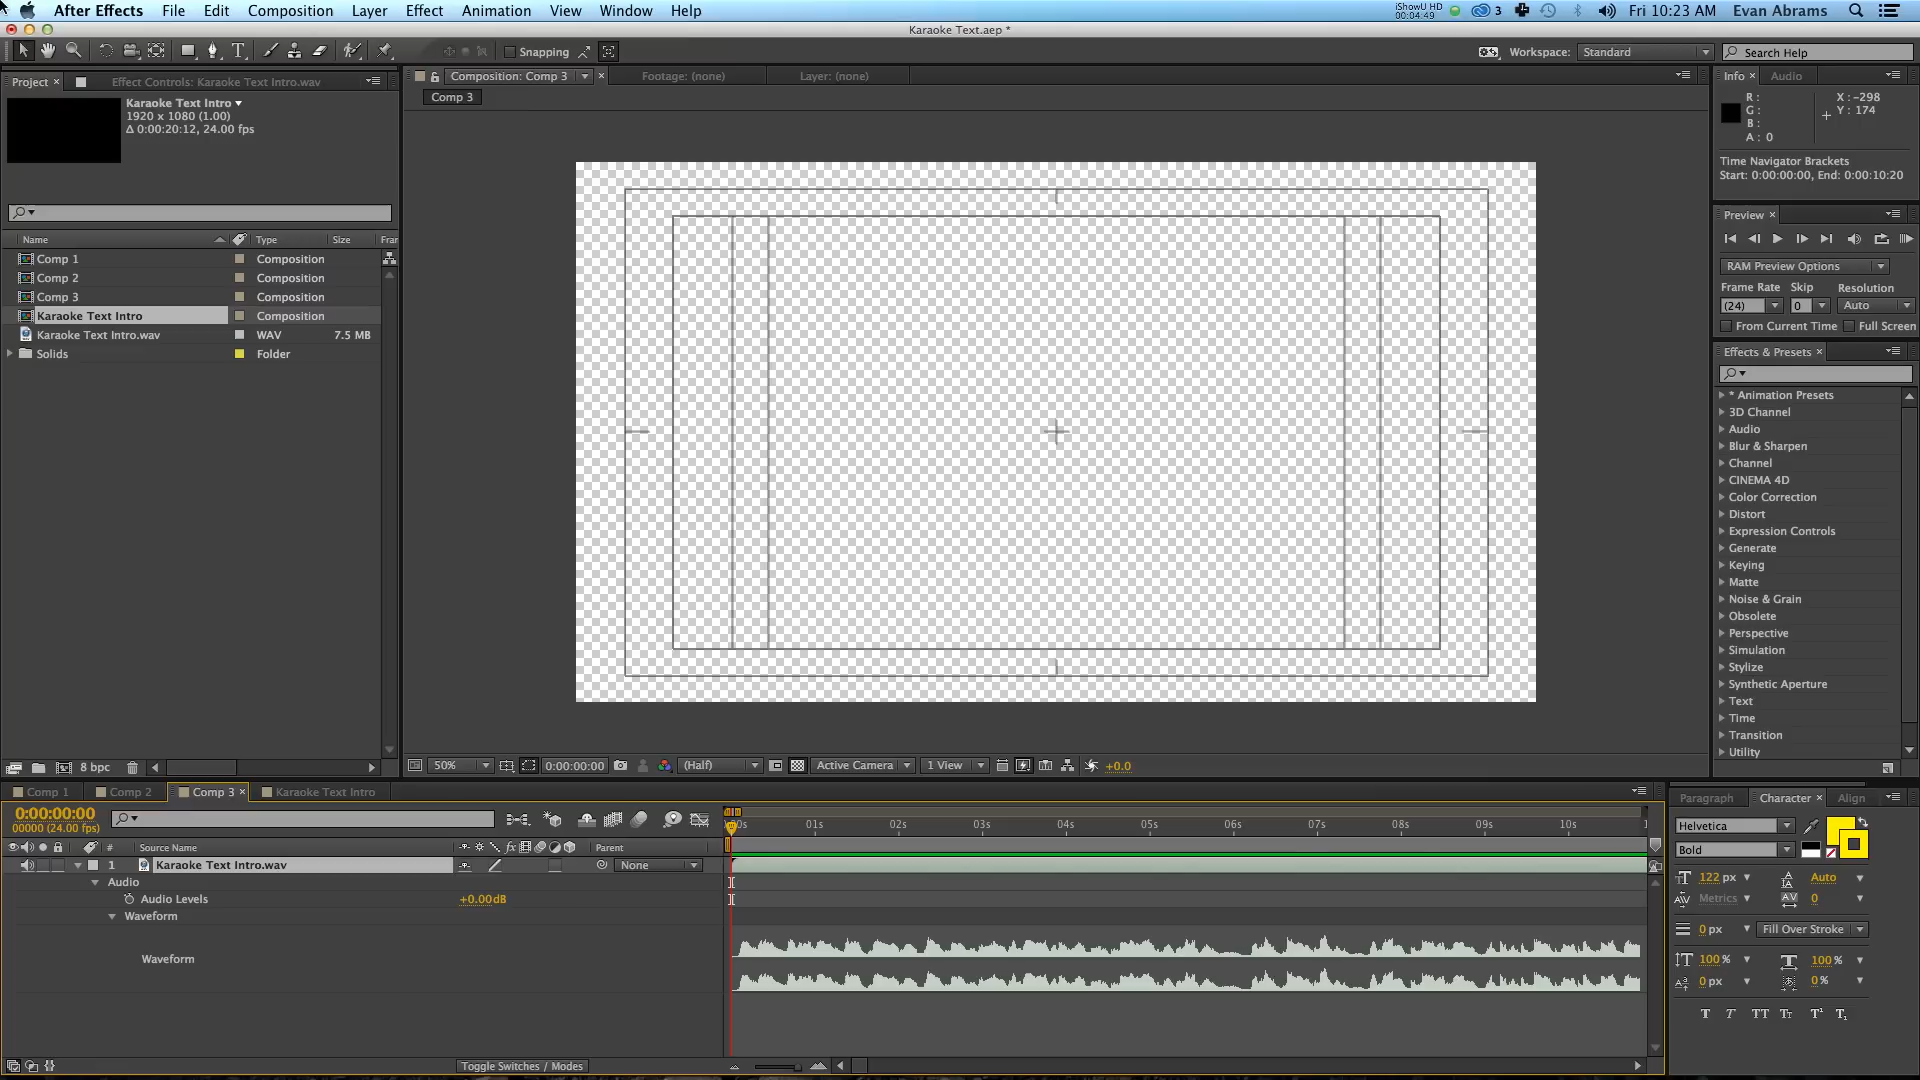 After Effects File Edit Composition Layer Effect Animation View Window Help
iShowU HD
00:04:49
3
Fri 10:23 AM Evan Abrams
Karaoke Text.aep *
Snapping
Workspace: Standard
Search Help
Project × Effect Controls: Karaoke Text Intro.wav
Karaoke Text Intro
1920 x 1080 (1.00)
Δ 0:00:20:12, 24.00 fps
Name Type Size Fra
Comp 1 Composition
Comp 2 Composition
Comp 3 Composition
Karaoke Text Intro Composition
Karaoke Text Intro.wav WAV 7.5 MB
Solids Folder
8 bpc
Composition: Comp 3 × Footage: (none) Layer: (none)
Comp 3
50% 0:00:00:00 (Half) Active Camera 1 View +0.0
Info × Audio
R : X : -298
G : Y : 174
B :
A : 0
Time Navigator Brackets
Start: 0:00:00:00, End: 0:00:10:20
Preview ×
RAM Preview Options
Frame Rate Skip Resolution
(24) 0 Auto
From Current Time Full Screen
Effects & Presets ×
* Animation Presets
3D Channel
Audio
Blur & Sharpen
Channel
CINEMA 4D
Color Correction
Distort
Expression Controls
Generate
Keying
Matte
Noise & Grain
Obsolete
Perspective
Simulation
Stylize
Synthetic Aperture
Text
Time
Transition
Utility
Comp 1 Comp 2 Comp 3 × Karaoke Text Intro
0:00:00:00
00000 (24.00 fps)
# Source Name fx Parent
1 Karaoke Text Intro.wav None
Audio
Audio Levels +0.00dB
Waveform
Waveform
Toggle Switches / Modes
01s 02s 03s 04s 05s 06s 07s 08s 09s 10s
Paragraph Character × Align
Helvetica
Bold
122 px Auto
Metrics 0
0 px Fill Over Stroke
100 % 100 %
0 px 0 %
T T TT Tт T¹ T₁